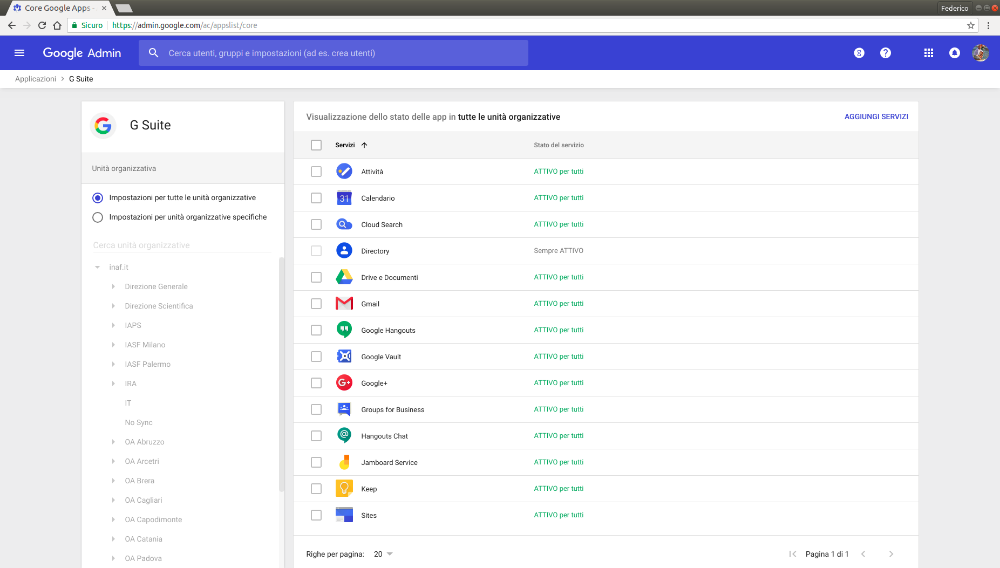 Core Google Apps -
Federico
Sicuro
https://admin.google.com/ac/appslist/core
Google Admin
Cerca utenti, gruppi e impostazioni (ad es. crea utenti)
Applicazioni > G Suite
G Suite
Unità organizzativa
Impostazioni per tutte le unità organizzative
Impostazioni per unità organizzative specifiche
Cerca unità organizzative
inaf.it
Direzione Generale
Direzione Scientifica
IAPS
IASF Milano
IASF Palermo
IRA
IT
No Sync
OA Abruzzo
OA Arcetri
OA Brera
OA Cagliari
OA Capodimonte
OA Catania
OA Padova
Visualizzazione dello stato delle app in tutte le unità organizzative
AGGIUNGI SERVIZI
Servizi Stato del servizio
Attività ATTIVO per tutti
31 Calendario ATTIVO per tutti
Cloud Search ATTIVO per tutti
Directory Sempre ATTIVO
Drive e Documenti ATTIVO per tutti
Gmail ATTIVO per tutti
Google Hangouts ATTIVO per tutti
Google Vault ATTIVO per tutti
G+ Google+ ATTIVO per tutti
Groups for Business ATTIVO per tutti
@ Hangouts Chat ATTIVO per tutti
Jamboard Service ATTIVO per tutti
Keep ATTIVO per tutti
Sites ATTIVO per tutti
Righe per pagina: 20
Pagina 1 di 1